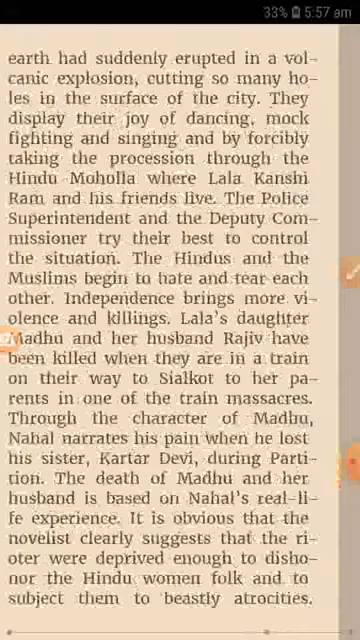 33% 5:57 am
earth had suddenly erupted in a vol-
canic explosion, cutting so many ho-
les in the surface of the city. They
display their joy of dancing, mock
fighting and singing and by forcibly
taking the procession through the
Hindu Moholla where Lala Kanshi
Ram and his friends live. The Police
Superintendent and the Deputy Com-
missioner try their best to control
the situation. The Hindus and the
Muslims begin to hate and tear each
other. Independence brings more vi-
olence and killings. Lala's daughter
Madhu and her husband Rajiv have
been killed when they are in a train
on their way to Sialkot to her pa-
rents in one of the train massacres.
Through the character of Madhu,
Nahal narrates his pain when he lost
his sister, Kartar Devi, during Parti-
tion. The death of Madhu and her
husband is based on Nahal's real-li-
fe experience. It is obvious that the
novelist clearly suggests that the ri-
oter were deprived enough to disho-
nor the Hindu women folk and to
subject them to beastly atrocities.